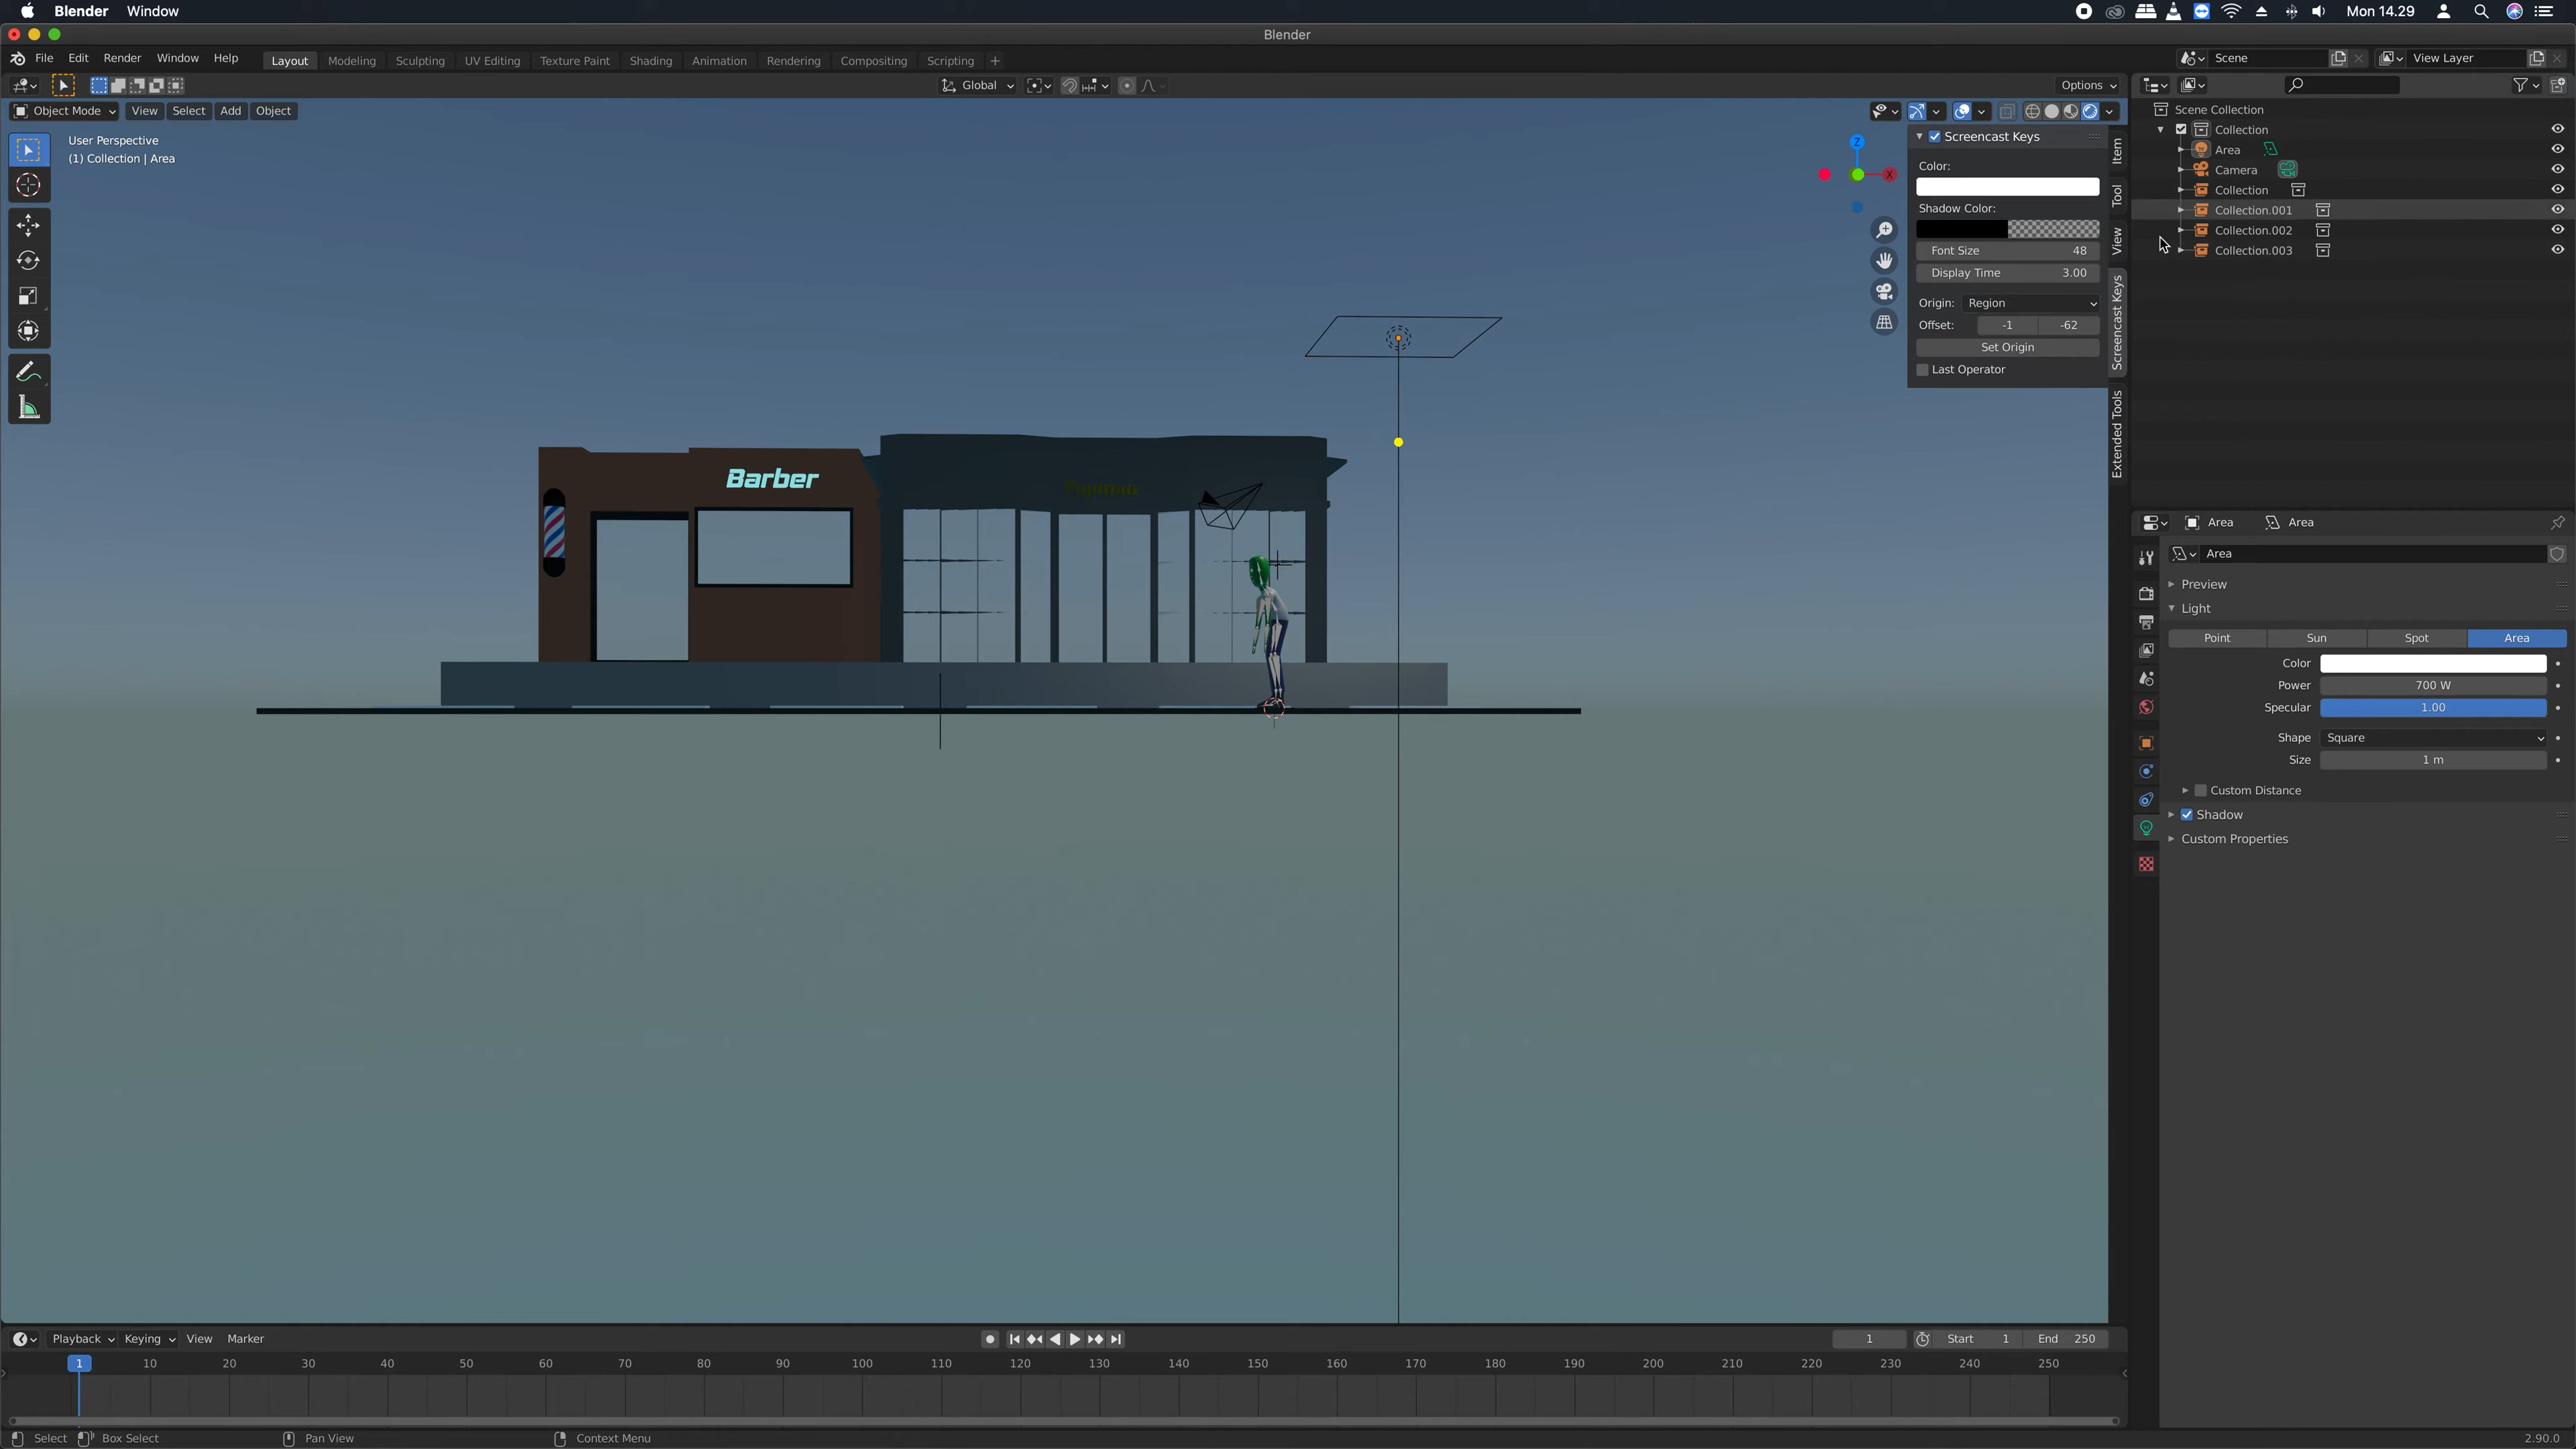 Blender Window Mon 14.29
Blender
File Edit Render Window Help Layout Modeling Sculpting UV Editing Texture Paint Shading Animation Rendering Compositing Scripting + Scene View Layer
Global Options
Object Mode View Select Add Object
User Perspective
(1) Collection | Area
Z
X
Screencast Keys
Color:
Shadow Color:
Font Size 48
Display Time 3.00
Origin: Region
Offset: -1 -62
Set Origin
Last Operator
Item
Tool
View
Screencast Keys
Extended Tools
Scene Collection
Collection
Area
Camera
Collection
Collection.001
Collection.002
Collection.003
Barber
Area Area
Area
Preview
Light
Point Sun Spot Area
Color
Power 700 W
Specular 1.00
Shape Square
Size 1 m
Custom Distance
Shadow
Custom Properties
Playback Keying View Marker 1 Start 1 End 250
1 10 20 30 40 50 60 70 80 90 100 110 120 130 140 150 160 170 180 190 200 210 220 230 240 250
Select Box Select Pan View Context Menu 2.90.0